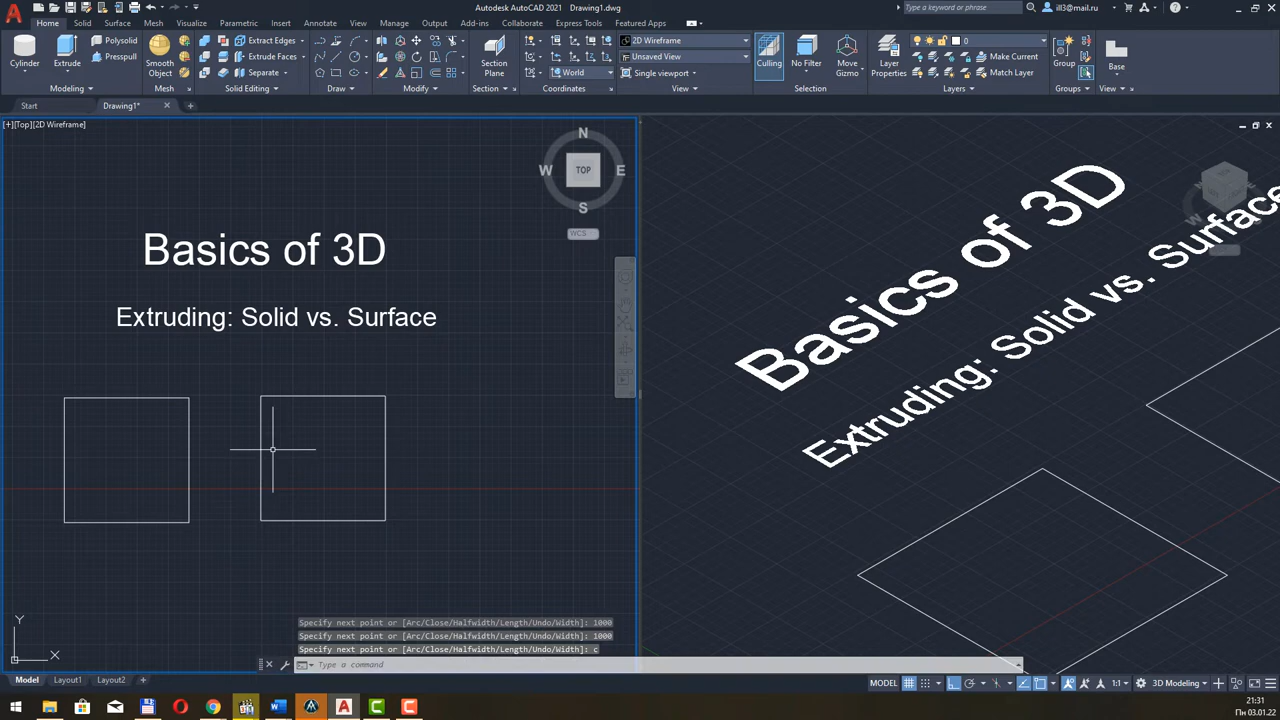 Autodesk AutoCAD 2021 Drawing1.dwg
Type a keyword or phrase
ill3@mail.ru
Home Solid Surface Mesh Visualize Parametric Insert Annotate View Manage Output Add-ins Collaborate Express Tools Featured Apps
Polysolid
Presspull
Cylinder
Extrude
Smooth
Object
Extract Edges
Extrude Faces
Separate
Section
Plane
World
2D Wireframe
Unsaved View
Single viewport
Culling
No Filter
Move
Gizmo
Layer
Properties
0
Make Current
Match Layer
Group
Base
Modeling
Mesh
Solid Editing
Draw
Modify
Section
Coordinates
View
Selection
Layers
Groups
View
Start
Drawing1*
[+][Top][2D Wireframe]
N
W
TOP
E
S
WCS
Basics of 3D
Extruding: Solid vs. Surface
Basics of 3D
Extruding: Solid vs. Surface
W
Y
X
Specify next point or [Arc/Close/Halfwidth/Length/Undo/Width]: 1000
Specify next point or [Arc/Close/Halfwidth/Length/Undo/Width]: 1000
Specify next point or [Arc/Close/Halfwidth/Length/Undo/Width]: c
Type a command
Model Layout1 Layout2
MODEL
1:1
3D Modeling
21:31
Пн 03.01.22